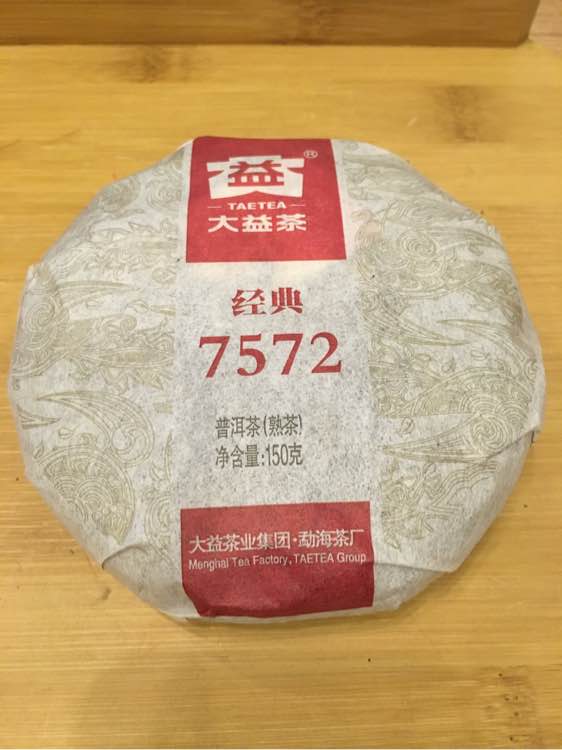 益®
TAETEA
大益茶
经典
7572
普洱茶(熟茶)
净含量:150克
大益茶业集团·勐海茶厂
Menghai Tea Factory, TAETEA Group